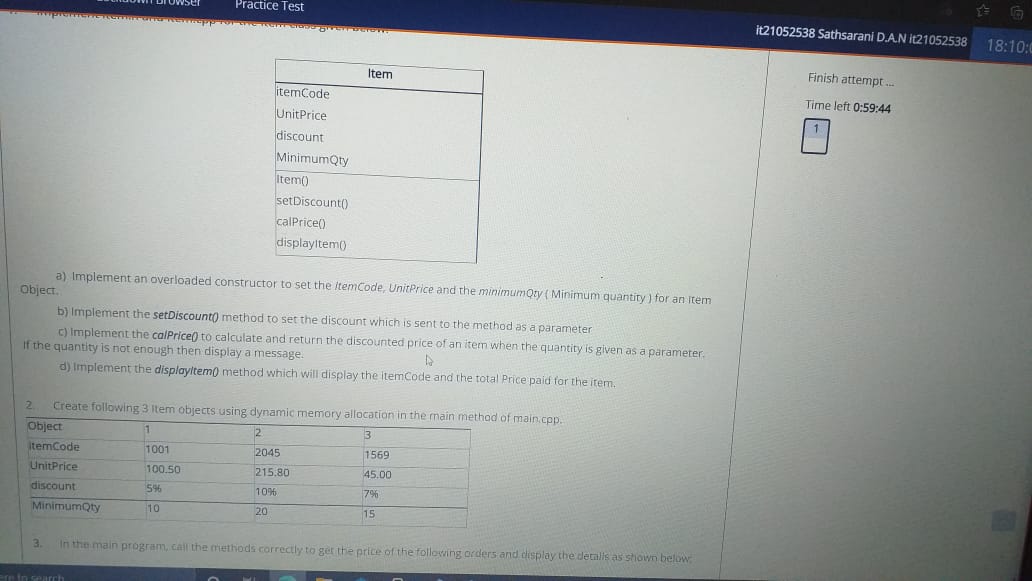 Practice Test
it21052538 Sathsarani D.A.N it21052538
18:10:
Finish attempt ...
Time left 0:59:44
1
Item
itemCode
UnitPrice
discount
MinimumQty
Item()
setDiscount()
calPrice()
displayItem()
a) Implement an overloaded constructor to set the ItemCode, UnitPrice and the minimumQty ( Minimum quantity ) for an Item
Object.
b) Implement the setDiscount() method to set the discount which is sent to the method as a parameter
c) Implement the calPrice() to calculate and return the discounted price of an item when the quantity is given as a parameter.
If the quantity is not enough then display a message.
d) Implement the displayItem() method which will display the itemCode and the total Price paid for the item.
2. Create following 3 Item objects using dynamic memory allocation in the main method of main.cpp.
Object 1 2 3
ItemCode 1001 2045 1569
UnitPrice 100.50 215.80 45.00
discount 5% 10% 7%
MinimumQty 10 20 15
3. In the main program, call the methods correctly to get the price of the following orders and display the details as shown below:
search